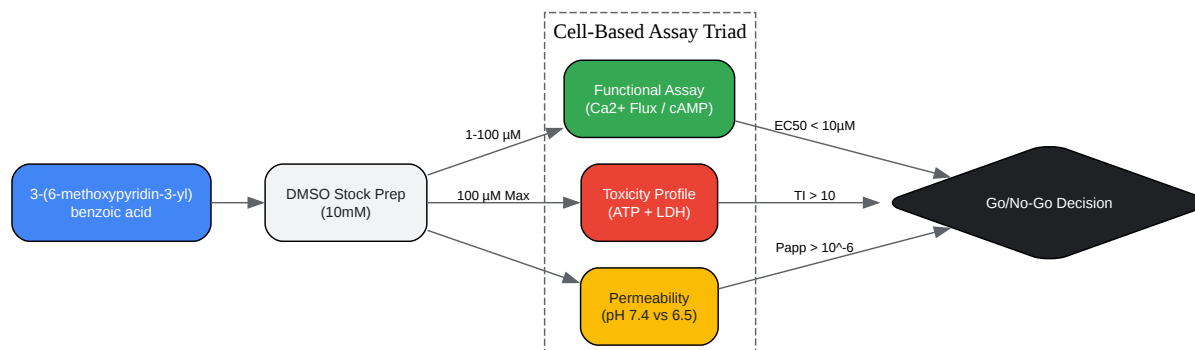 Cell-Based Assay Triad
3-(6-methoxypyridin-3-yl)
benzoic acid
DMSO Stock Prep
(10mM)
1-100 µM
100 µM Max
Functional Assay
(Ca2+ Flux / cAMP)
Toxicity Profile
(ATP + LDH)
Permeability
(pH 7.4 vs 6.5)
EC50 < 10µM
TI > 10
Papp > 10^-6
Go/No-Go Decision